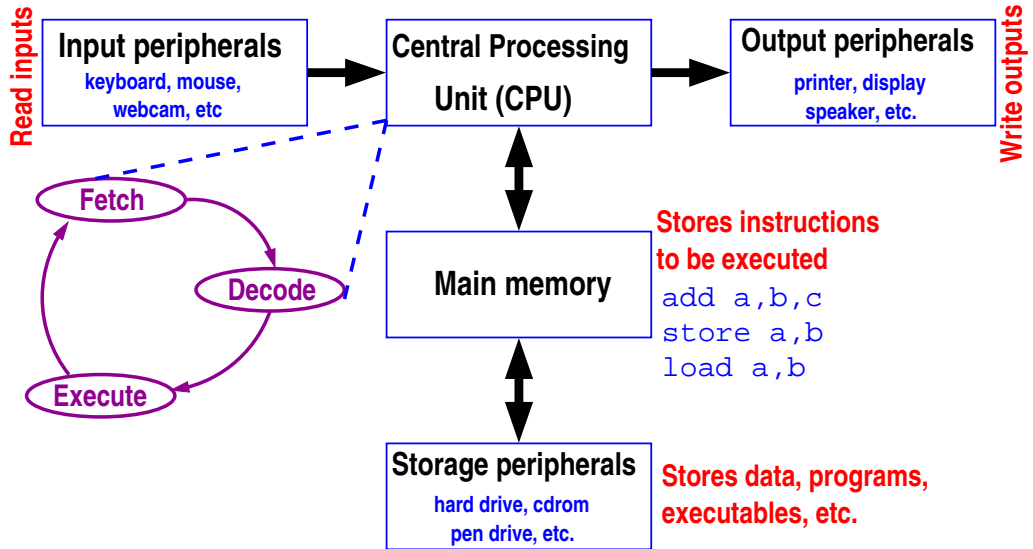 Read inputs
Input peripherals
keyboard, mouse,
webcam, etc
Central Processing
Unit (CPU)
Output peripherals
printer, display
speaker, etc.
Write outputs
Fetch
Decode
Execute
Main memory
Stores instructions
to be executed
add a,b,c
store a,b
load a,b
Storage peripherals
hard drive, cdrom
pen drive, etc.
Stores data, programs,
executables, etc.